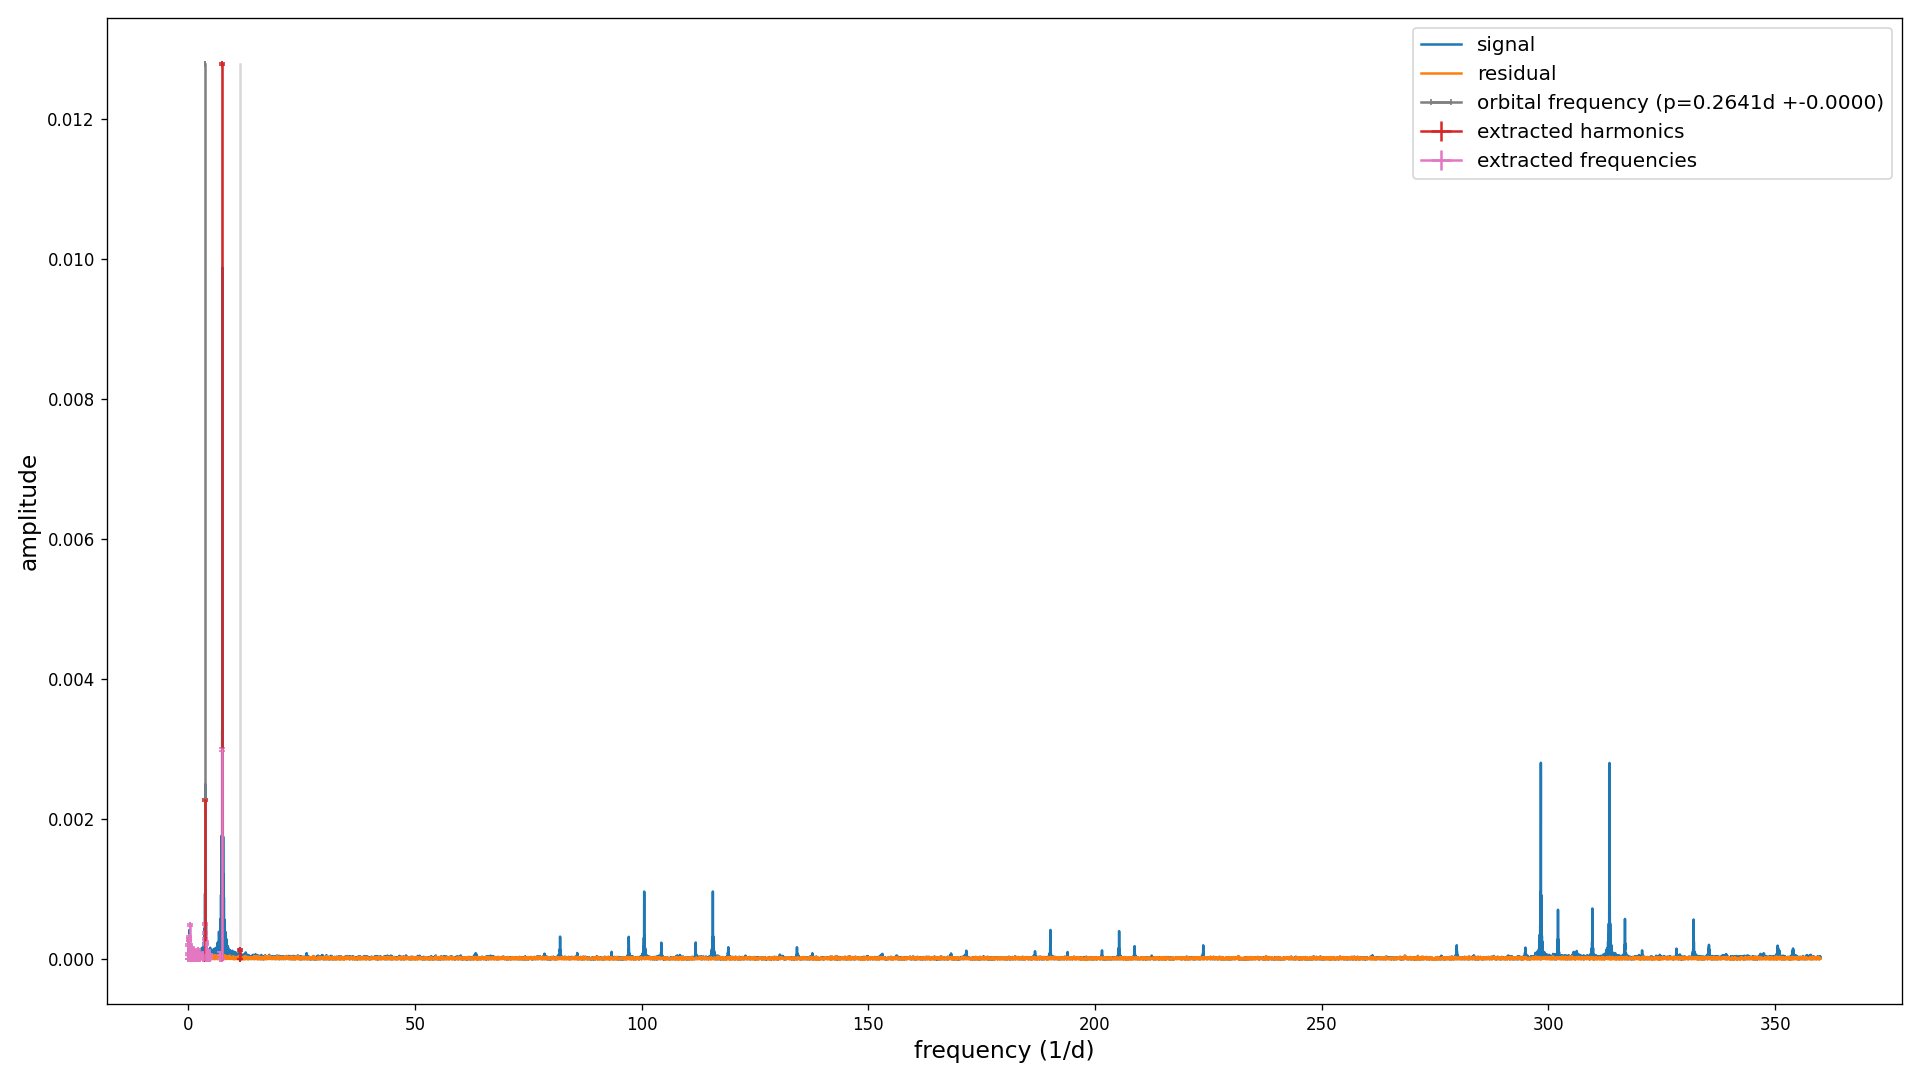 signal
residual
orbital frequency (p=0.2641d +-0.0000)
extracted harmonics
extracted frequencies
0.012
0.010
0.008
0.006
0.004
0.002
0.000
amplitude
0 50 100 150 200 250 300 350
frequency (1/d)